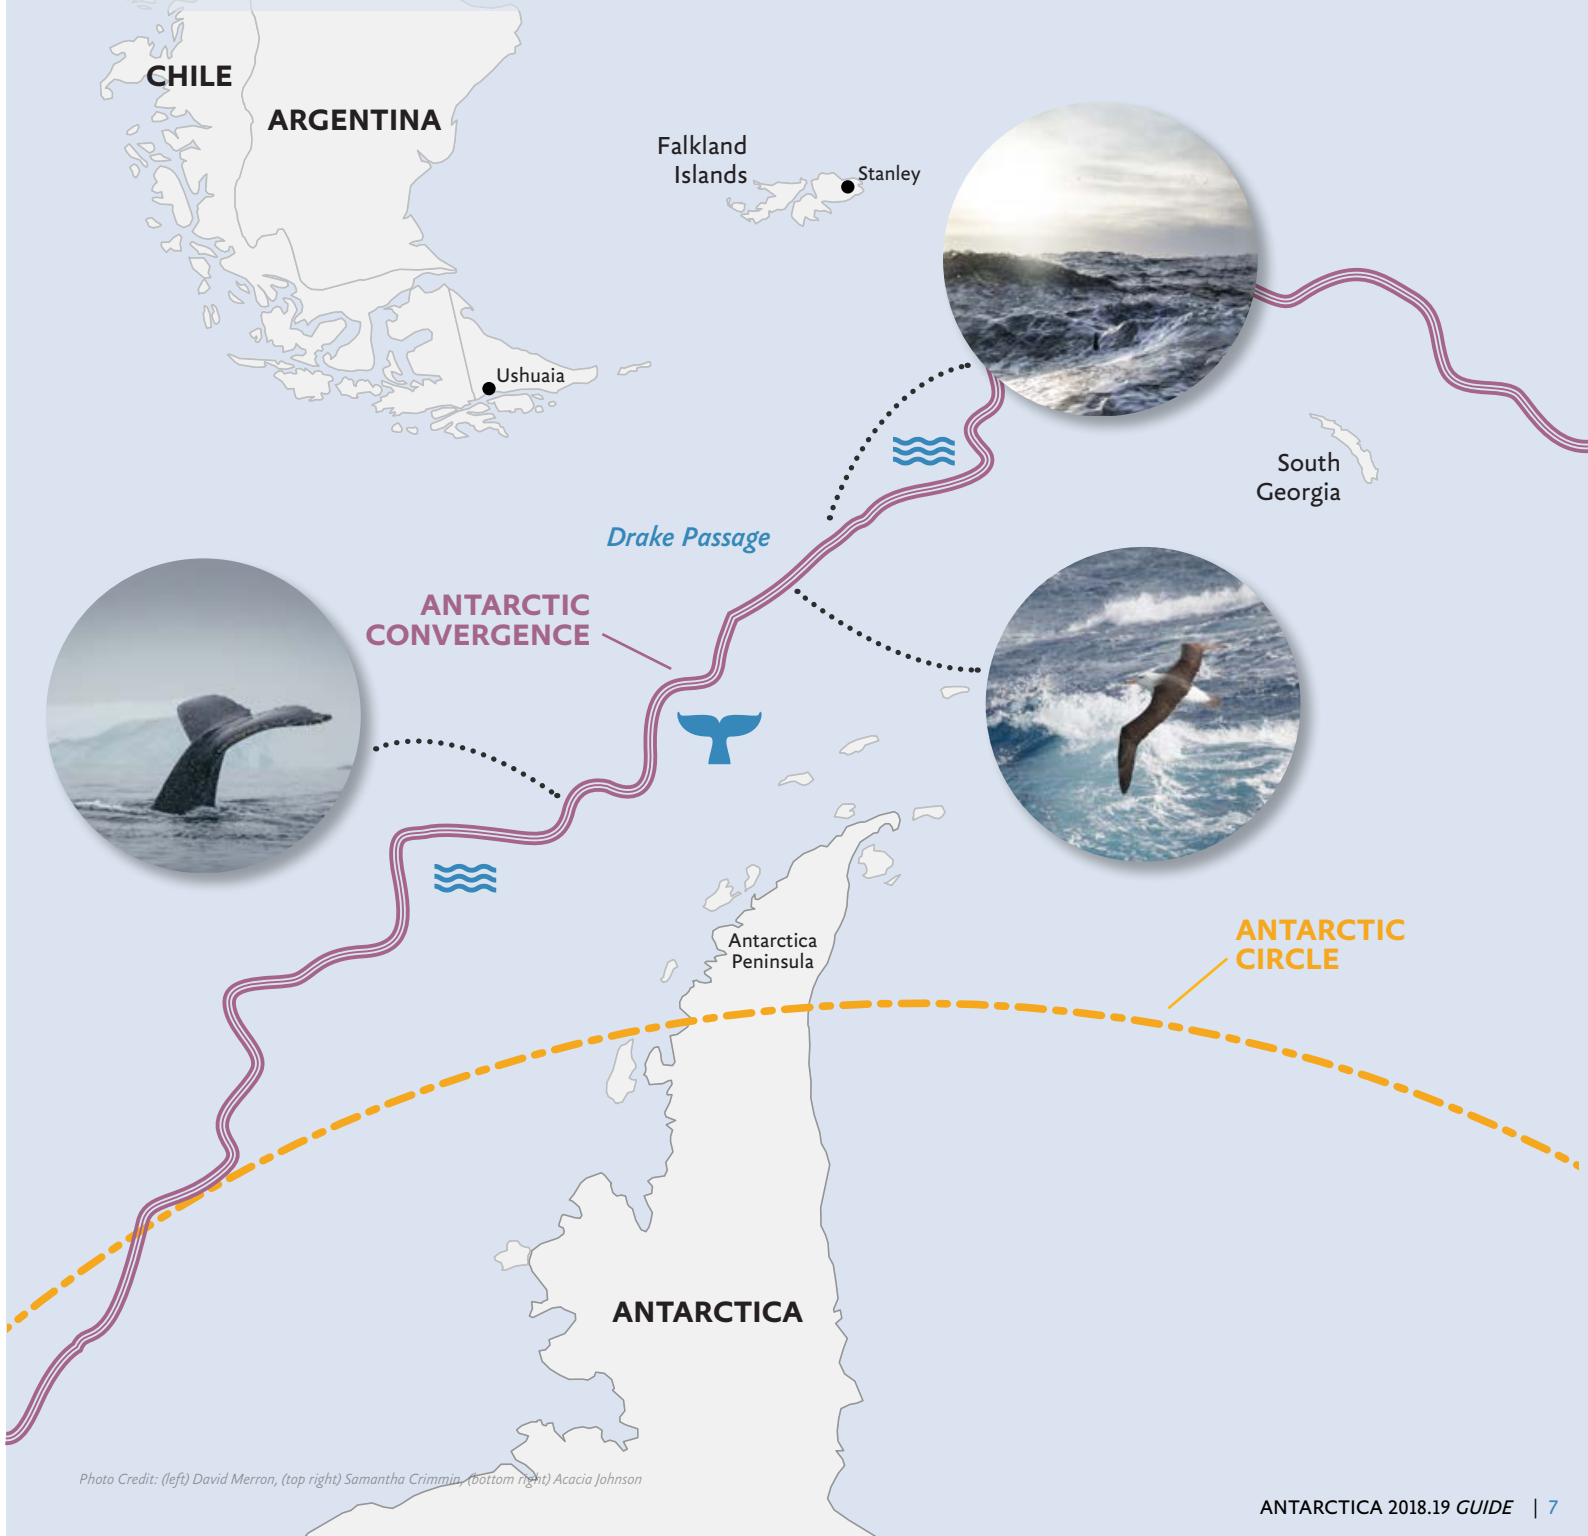 CHILE
ARGENTINA
Falkland
Islands
Stanley
Ushuaia
South
Georgia
Drake Passage
ANTARCTIC
CONVERGENCE
Antarctica
Peninsula
ANTARCTIC
CIRCLE
ANTARCTICA
Photo Credit: (left) David Merron, (top right) Samantha Crimmin, (bottom right) Acacia Johnson
ANTARCTICA 2018.19 GUIDE | 7